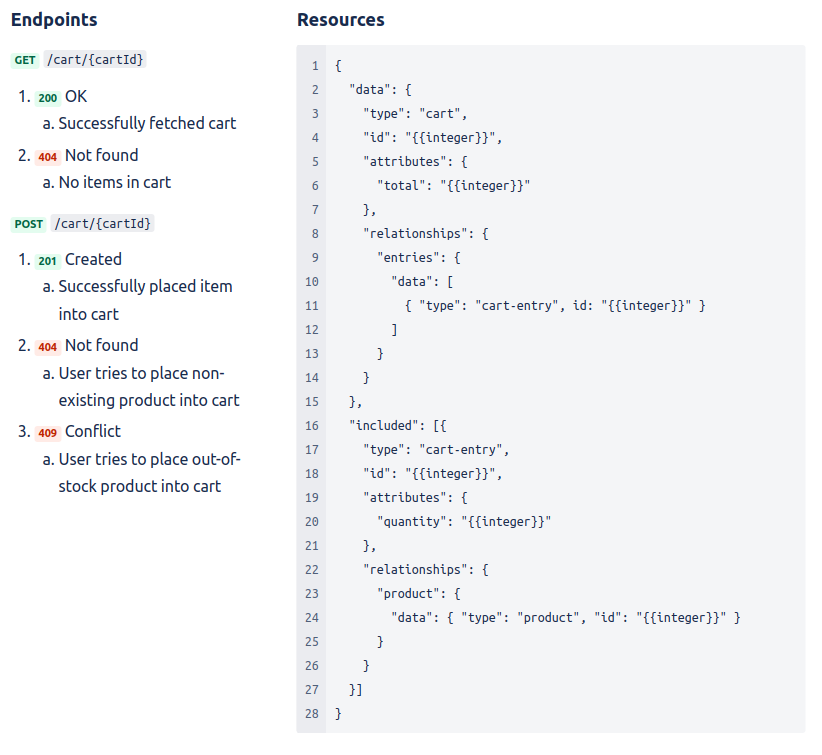 Endpoints
GET /cart/{cartId}
1. 200 OK
a. Successfully fetched cart
2. 404 Not found
a. No items in cart
POST /cart/{cartId}
1. 201 Created
a. Successfully placed item
into cart
2. 404 Not found
a. User tries to place non-
existing product into cart
3. 409 Conflict
a. User tries to place out-of-
stock product into cart
Resources
1 {
2   "data": {
3     "type": "cart",
4     "id": "{{integer}}",
5     "attributes": {
6       "total": "{{integer}}"
7     },
8     "relationships": {
9       "entries": {
10         "data": [
11           { "type": "cart-entry", id: "{{integer}}" }
12         ]
13       }
14     }
15   },
16   "included": [{
17     "type": "cart-entry",
18     "id": "{{integer}}",
19     "attributes": {
20       "quantity": "{{integer}}"
21     },
22     "relationships": {
23       "product": {
24         "data": { "type": "product", "id": "{{integer}}" }
25       }
26     }
27   }]
28 }